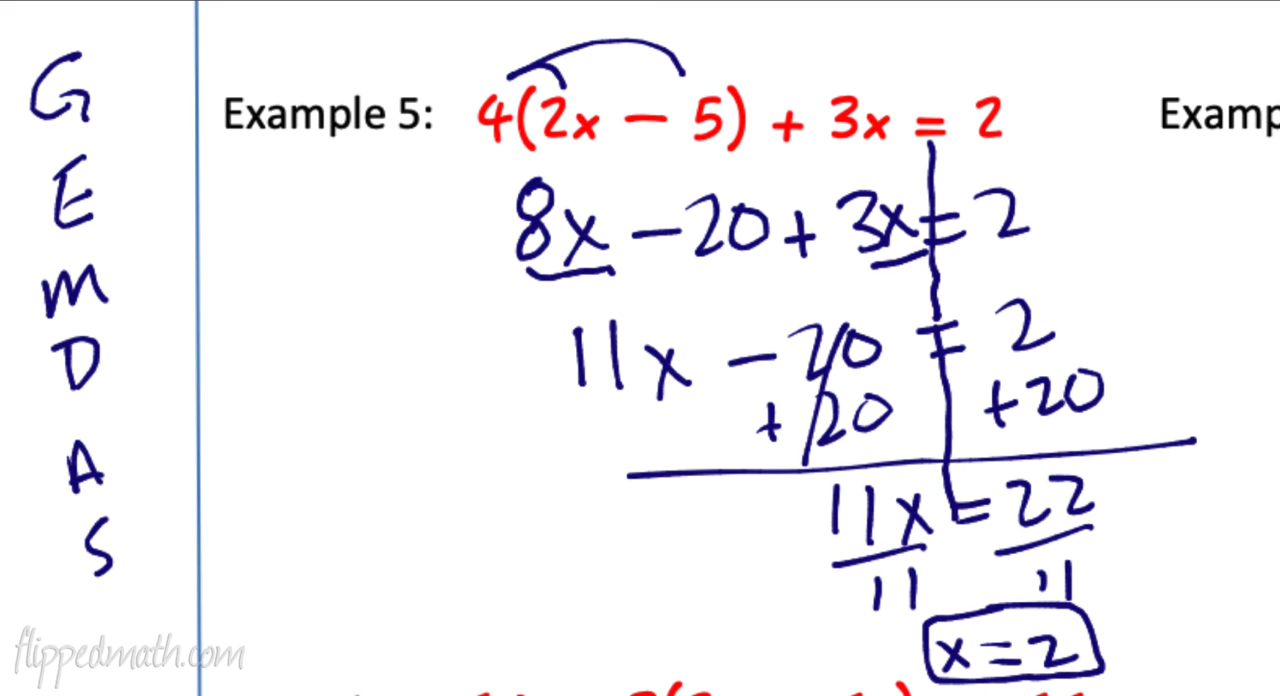 G
E
M
D
A
S
Example 5: 4(2x − 5) + 3x = 2
8x − 20 + 3x = 2
11x − 20 = 2
+ 20 +20
11x = 22
11 11
x = 2
Examp
flippedmath.com